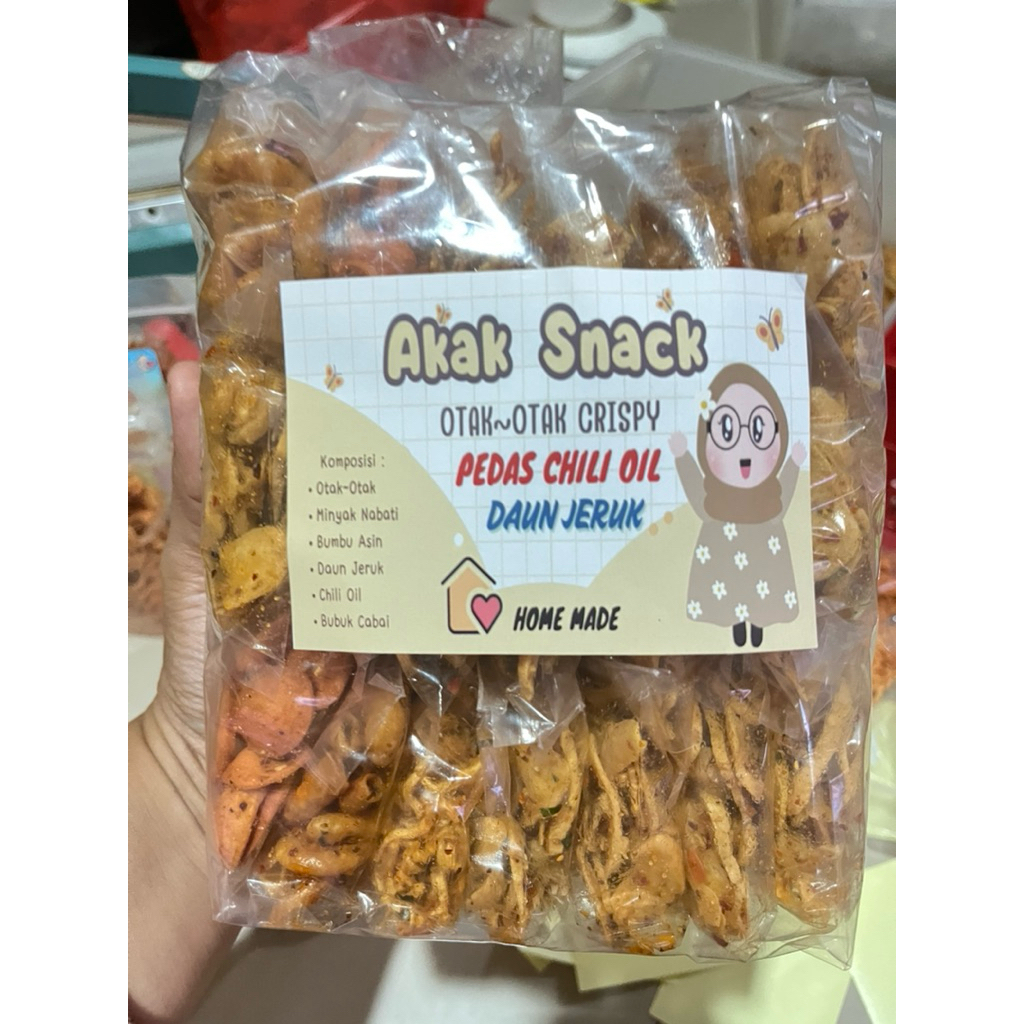 Akak Snack
OTAK~OTAK CRISPY
PEDAS CHILI OIL
DAUN JERUK
Komposisi :
• Otak-Otak
• Minyak Nabati
• Bumbu Asin
• Daun Jeruk
• Chili Oil
• Bubuk Cabai
HOME MADE